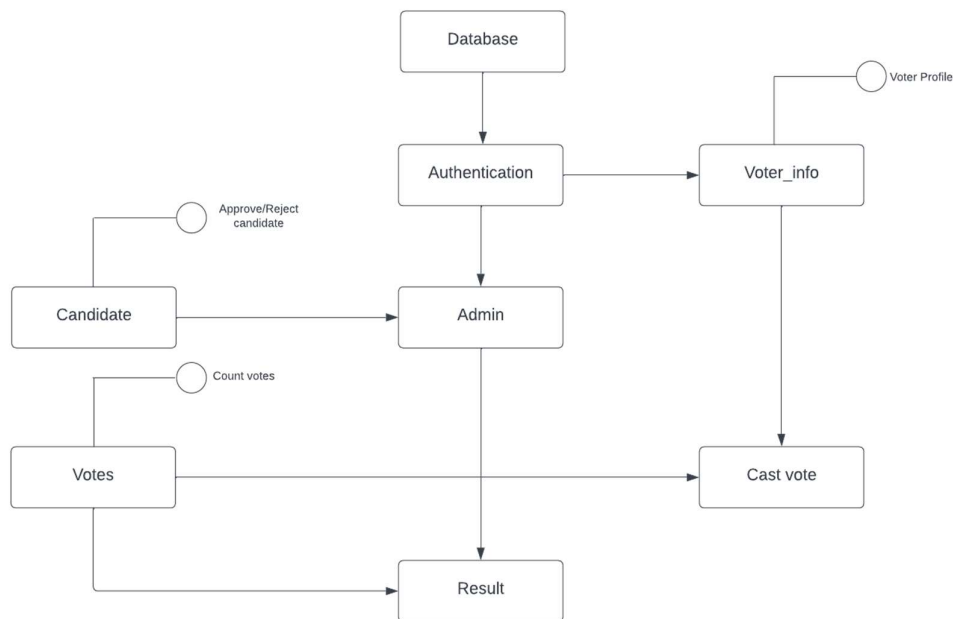 Database
Voter Profile
Authentication
Voter_info
Approve/Reject
candidate
Candidate
Admin
Count votes
Votes
Cast vote
Result